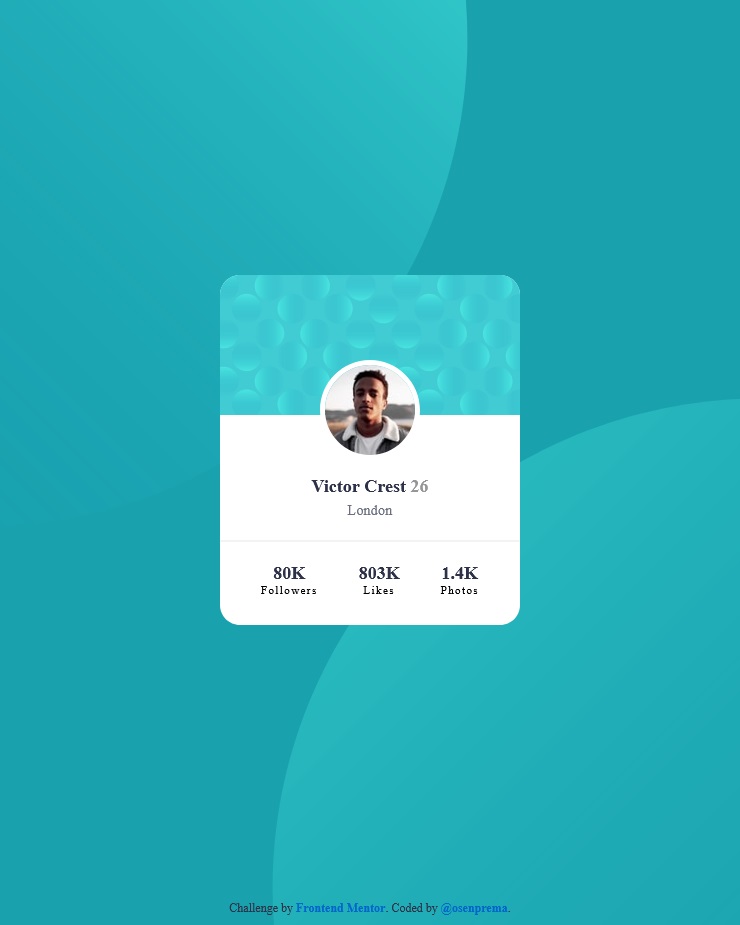 Victor Crest 26
London
80K 803K 1.4K
Followers Likes Photos
Challenge by Frontend Mentor. Coded by @osenprema.